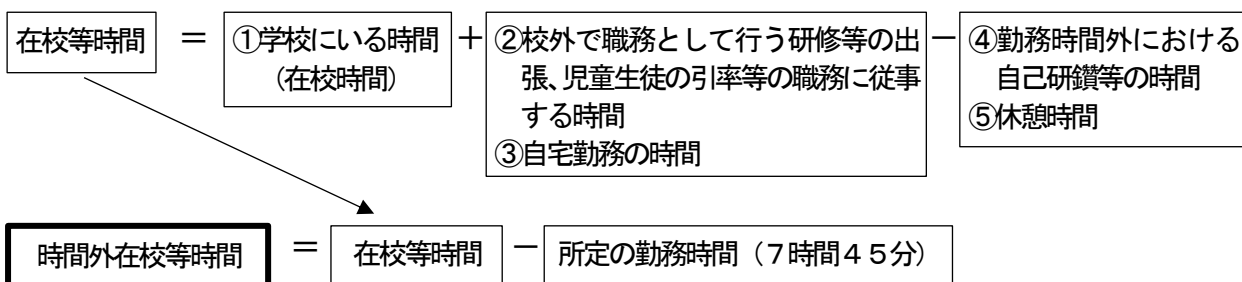 在校等時間 ＝ ①学校にいる時間 ＋ ②校外で職務として行う研修等の出 － ④勤務時間外における
（在校時間） 張、児童生徒の引率等の職務に従事 自己研鑽等の時間
する時間 ⑤休憩時間
③自宅勤務の時間
時間外在校等時間 ＝ 在校等時間 － 所定の勤務時間（７時間４５分）